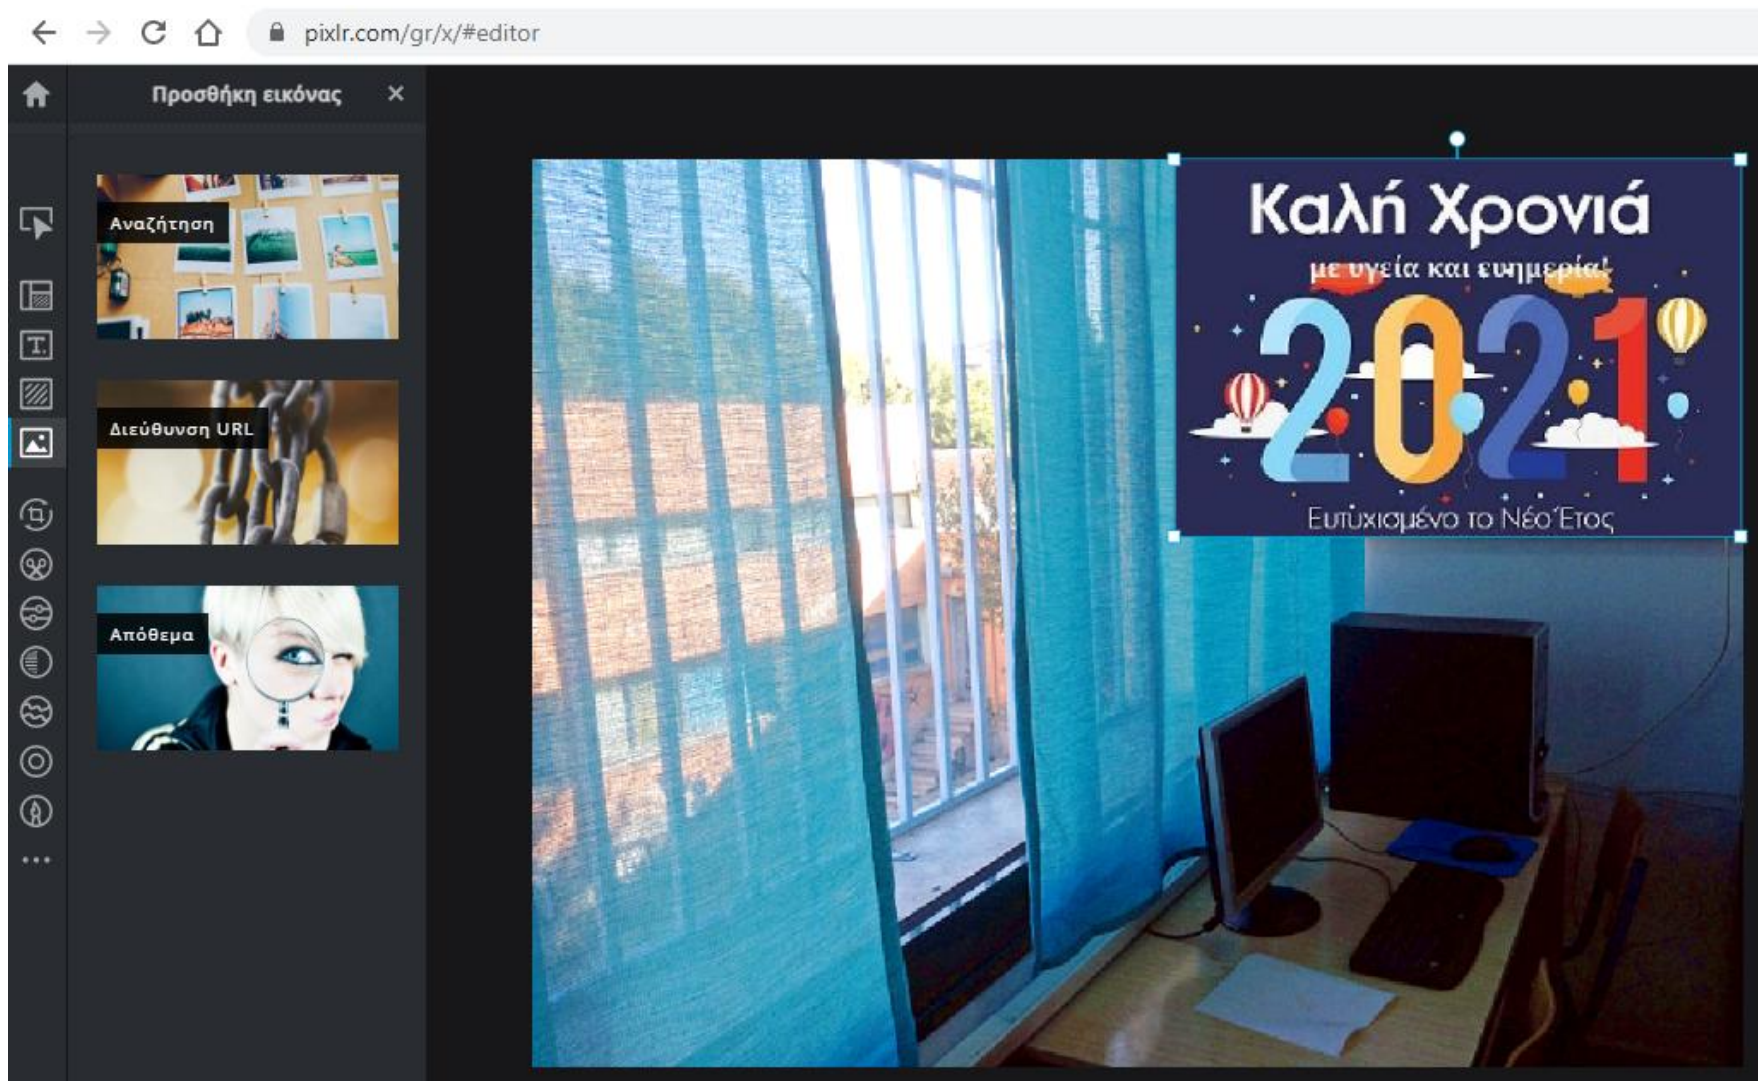 pixlr.com/gr/x/#editor
Προσθήκη εικόνας
Αναζήτηση
Διεύθυνση URL
Απόθεμα
Καλή Χρονιά
με υγεία και ευημερία!
2021
Ευτυχισμένο το Νέο Έτος